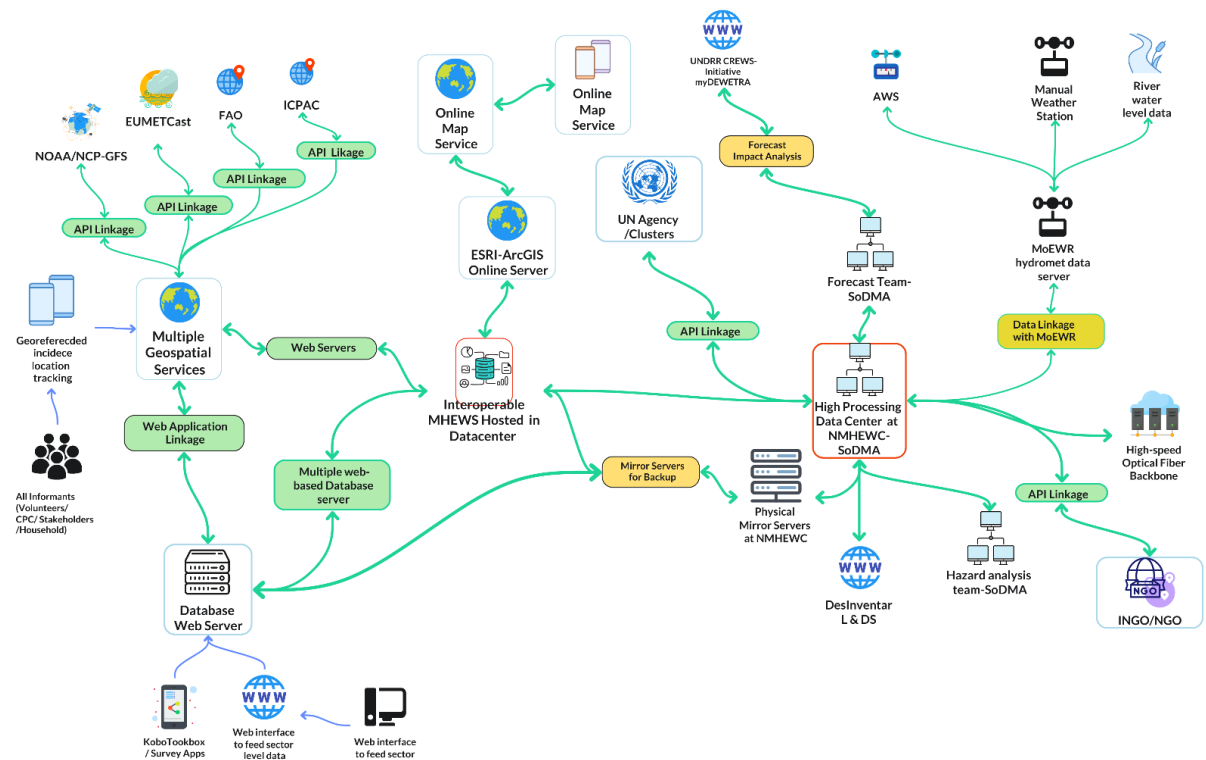 NOAA/NCP-GFS
API Linkage
EUMETCast
API Linkage
FAO
API Linkage
ICPAC
API Likage
Georeferecded
incidece
location
tracking
Multiple
Geospatial
Services
All Informants
(Volunteers/
CPC/ Stakeholders
/Household)
Web Application
Linkage
Web Servers
Multiple web-
based Database
server
Database
Web Server
KoboTookbox
/ Survey Apps
WWW
Web interface
to feed sector
level data
Web interface
to feed sector
Online
Map
Service
Online
Map
Service
ESRI-ArcGIS
Online Server
Interoperable
MHEWS Hosted in
Datacenter
UN Agency
/Clusters
API Linkage
Mirror Servers
for Backup
Physical
Mirror Servers
at NMHEWC
WWW
UNDRR CREWS-
Initiative
myDEWETRA
Forecast
Impact Analysis
Forecast Team-
SoDMA
High Processing
Data Center at
NMHEWC-
SoDMA
WWW
DesInventar
L & DS
Hazard analysis
team-SoDMA
AWS
Manual
Weather
Station
River
water
level data
MoEWR
hydromet data
server
Data Linkage
with MoEWR
High-speed
Optical Fiber
Backbone
API Linkage
NGO
INGO/NGO